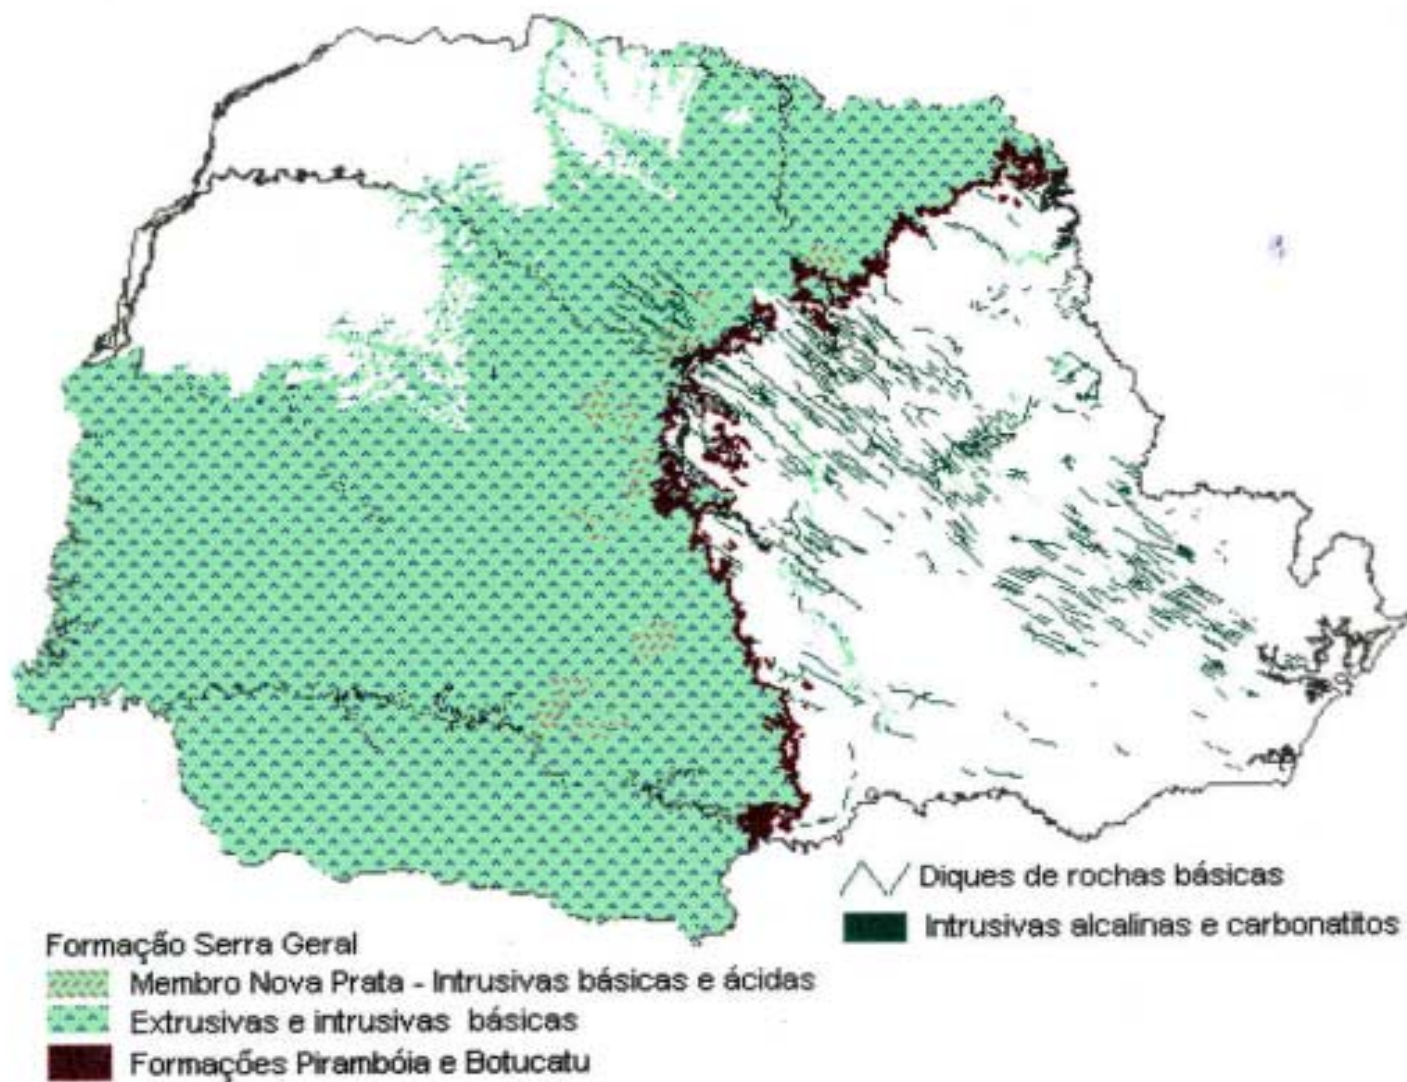 Diques de rochas básicas
Intrusivas alcalinas e carbonatitos
Formação Serra Geral
Membro Nova Prata - Intrusivas básicas e ácidas
Extrusivas e intrusivas básicas
Formações Pirambóia e Botucatu